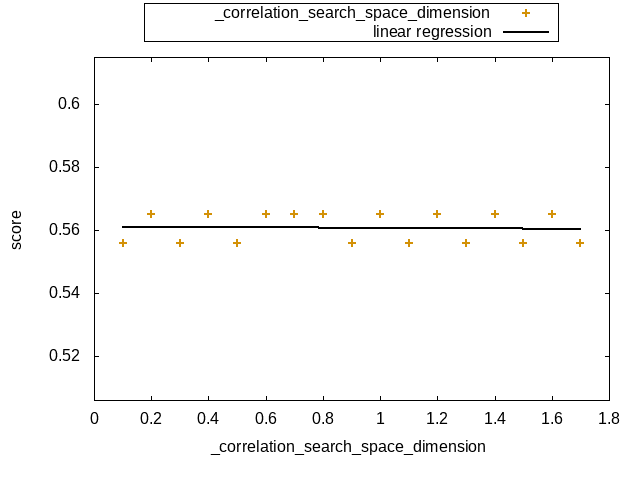 _correlation_search_space_dimension
linear regression
0.6
0.58
0.56
0.54
0.52
score
0 0.2 0.4 0.6 0.8 1 1.2 1.4 1.6 1.8
_correlation_search_space_dimension